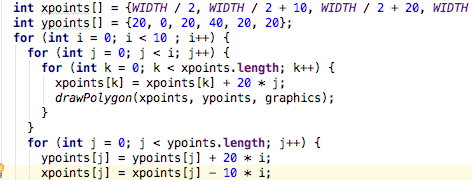 int xpoints[] = {WIDTH / 2, WIDTH / 2 + 10, WIDTH / 2 + 20, WIDTH
int ypoints[] = {20, 0, 20, 40, 20, 20};
for (int i = 0; i < 10 ; i++) {
for (int j = 0; j < i; j++) {
for (int k = 0; k < xpoints.length; k++) {
xpoints[k] = xpoints[k] + 20 * j;
drawPolygon(xpoints, ypoints, graphics);
}
}
for (int j = 0; j < ypoints.length; j++) {
ypoints[j] = ypoints[j] + 20 * i;
xpoints[j] = xpoints[j] - 10 * i;